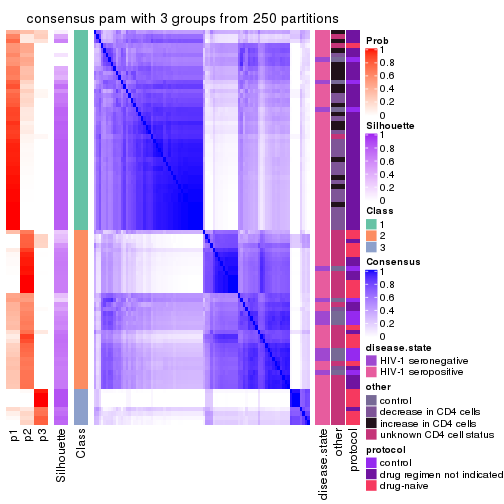 consensus pam with 3 groups from 250 partitions
Prob
1
0.8
0.6
0.4
0.2
0
Silhouette
1
0.8
0.6
0.4
0.2
0
Class
1
2
3
Consensus
1
0.8
0.6
0.4
0.2
0
disease.state
HIV-1 seronegative
HIV-1 seropositive
other
control
decrease in CD4 cells
increase in CD4 cells
unknown CD4 cell status
protocol
control
drug regimen not indicated
drug-naive
p1
p2
p3
Silhouette
Class
disease.state
other
protocol